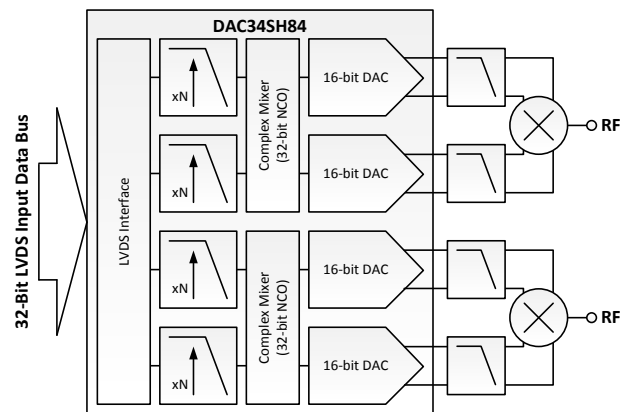 DAC34SH84
32-Bit LVDS Input Data Bus
LVDS Interface
xN
xN
xN
xN
Complex Mixer
(32-bit NCO)
Complex Mixer
(32-bit NCO)
16-bit DAC
16-bit DAC
16-bit DAC
16-bit DAC
RF
RF